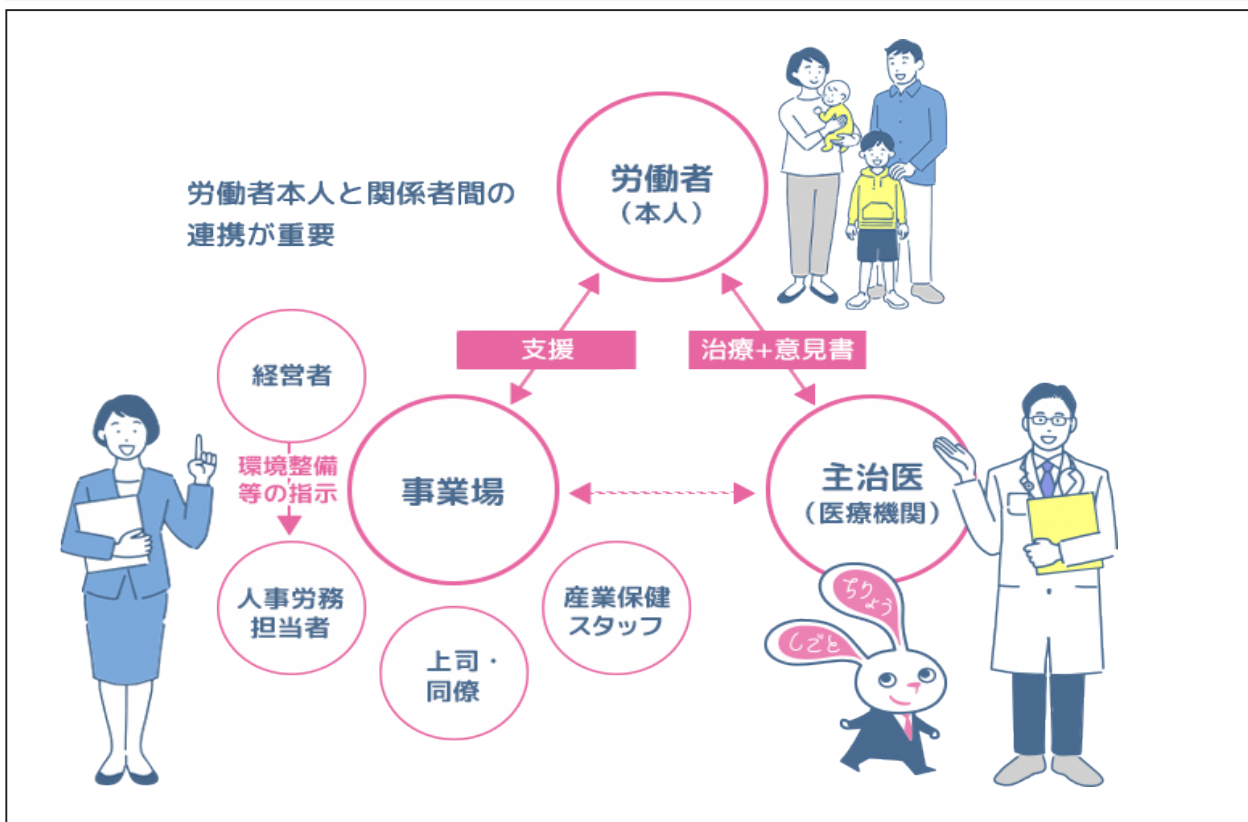 労働者本人と関係者間の
連携が重要
労働者
（本人）
支援
治療+意見書
経営者
環境整備
等の指示
人事労務
担当者
事業場
上司・
同僚
産業保健
スタッフ
主治医
（医療機関）
ちりょう
しごと